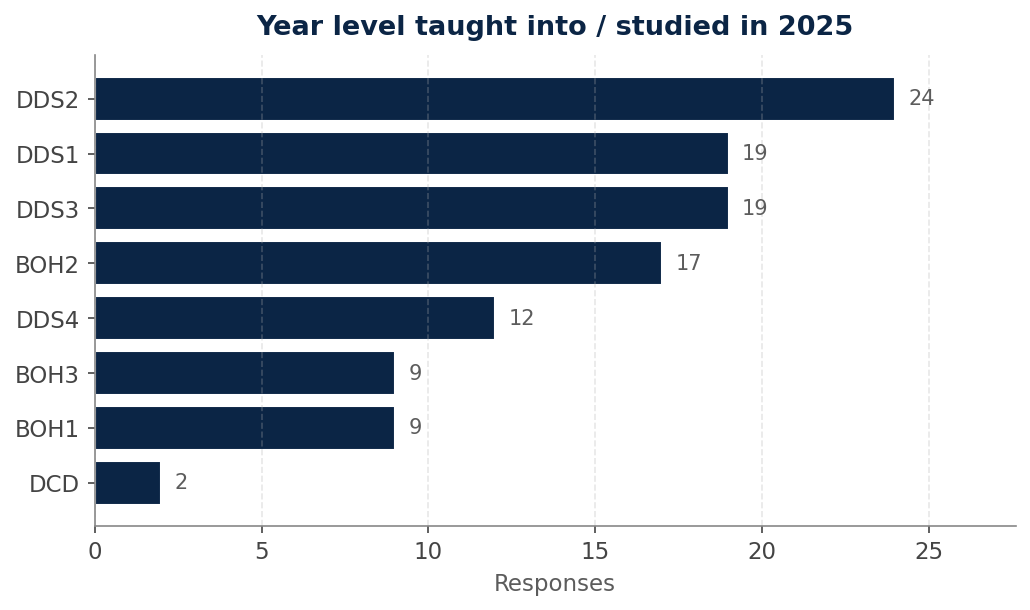 Year level taught into / studied in 2025
DDS2 24
DDS1 19
DDS3 19
BOH2 17
DDS4 12
BOH3 9
BOH1 9
DCD 2
0 5 10 15 20 25
Responses